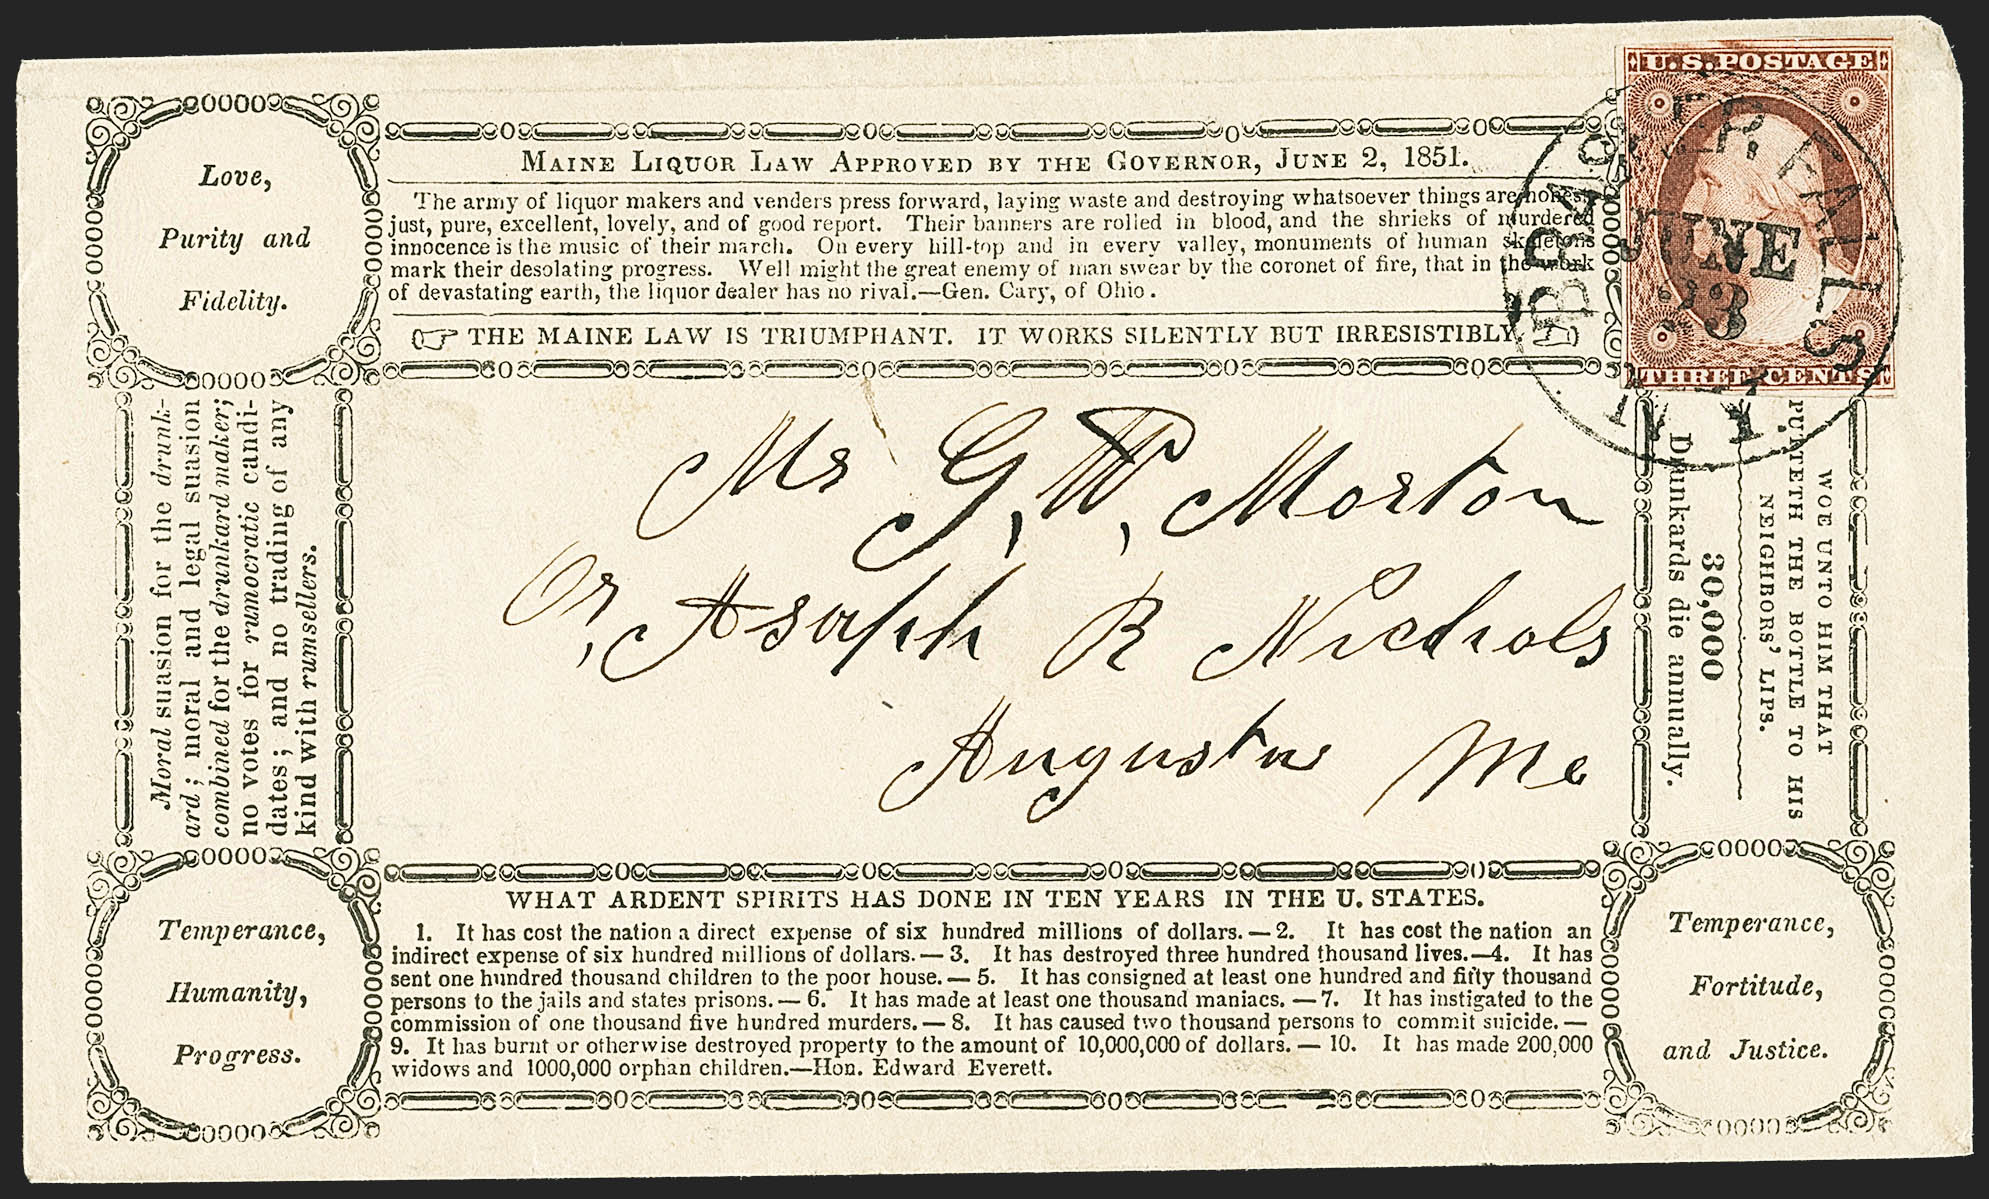 Love,
Purity and
Fidelity.
MAINE LIQUOR LAW APPROVED BY THE GOVERNOR, JUNE 2, 1851.
The army of liquor makers and venders press forward, laying waste and destroying whatsoever things are honest,
just, pure, excellent, lovely, and of good report. Their banners are rolled in blood, and the shrieks of murdered
innocence is the music of their march. On every hill-top and in every valley, monuments of human skeletons
mark their desolating progress. Well might the great enemy of man swear by the coronet of fire, that in the work
of devastating earth, the liquor dealer has no rival.—Gen. Cary, of Ohio.
☞ THE MAINE LAW IS TRIUMPHANT. IT WORKS SILENTLY BUT IRRESISTIBLY. ☜
U.S. POSTAGE
THREE CENTS
BRASHER FALLS
JUNE
23
N.Y.
Moral suasion for the drunk-
ard; moral and legal suasion
combined for the drunkard maker;
no votes for rumocratic candi-
dates; and no trading of any
kind with rumsellers.
Mr G. W. Morton
Or, Asaph R Nichols
Augusta Me
WOE UNTO HIM THAT
PUTTETH THE BOTTLE TO HIS
NEIGHBORS' LIPS.
30,000
Drunkards die annually.
Temperance,
Humanity,
Progress.
WHAT ARDENT SPIRITS HAS DONE IN TEN YEARS IN THE U. STATES.
1. It has cost the nation a direct expense of six hundred millions of dollars.—2. It has cost the nation an
indirect expense of six hundred millions of dollars.—3. It has destroyed three hundred thousand lives.—4. It has
sent one hundred thousand children to the poor house.—5. It has consigned at least one hundred and fifty thousand
persons to the jails and states prisons.—6. It has made at least one thousand maniacs.—7. It has instigated to the
commission of one thousand five hundred murders.—8. It has caused two thousand persons to commit suicide.—
9. It has burnt or otherwise destroyed property to the amount of 10,000,000 of dollars.—10. It has made 200,000
widows and 1000,000 orphan children.—Hon. Edward Everett.
Temperance,
Fortitude,
and Justice.